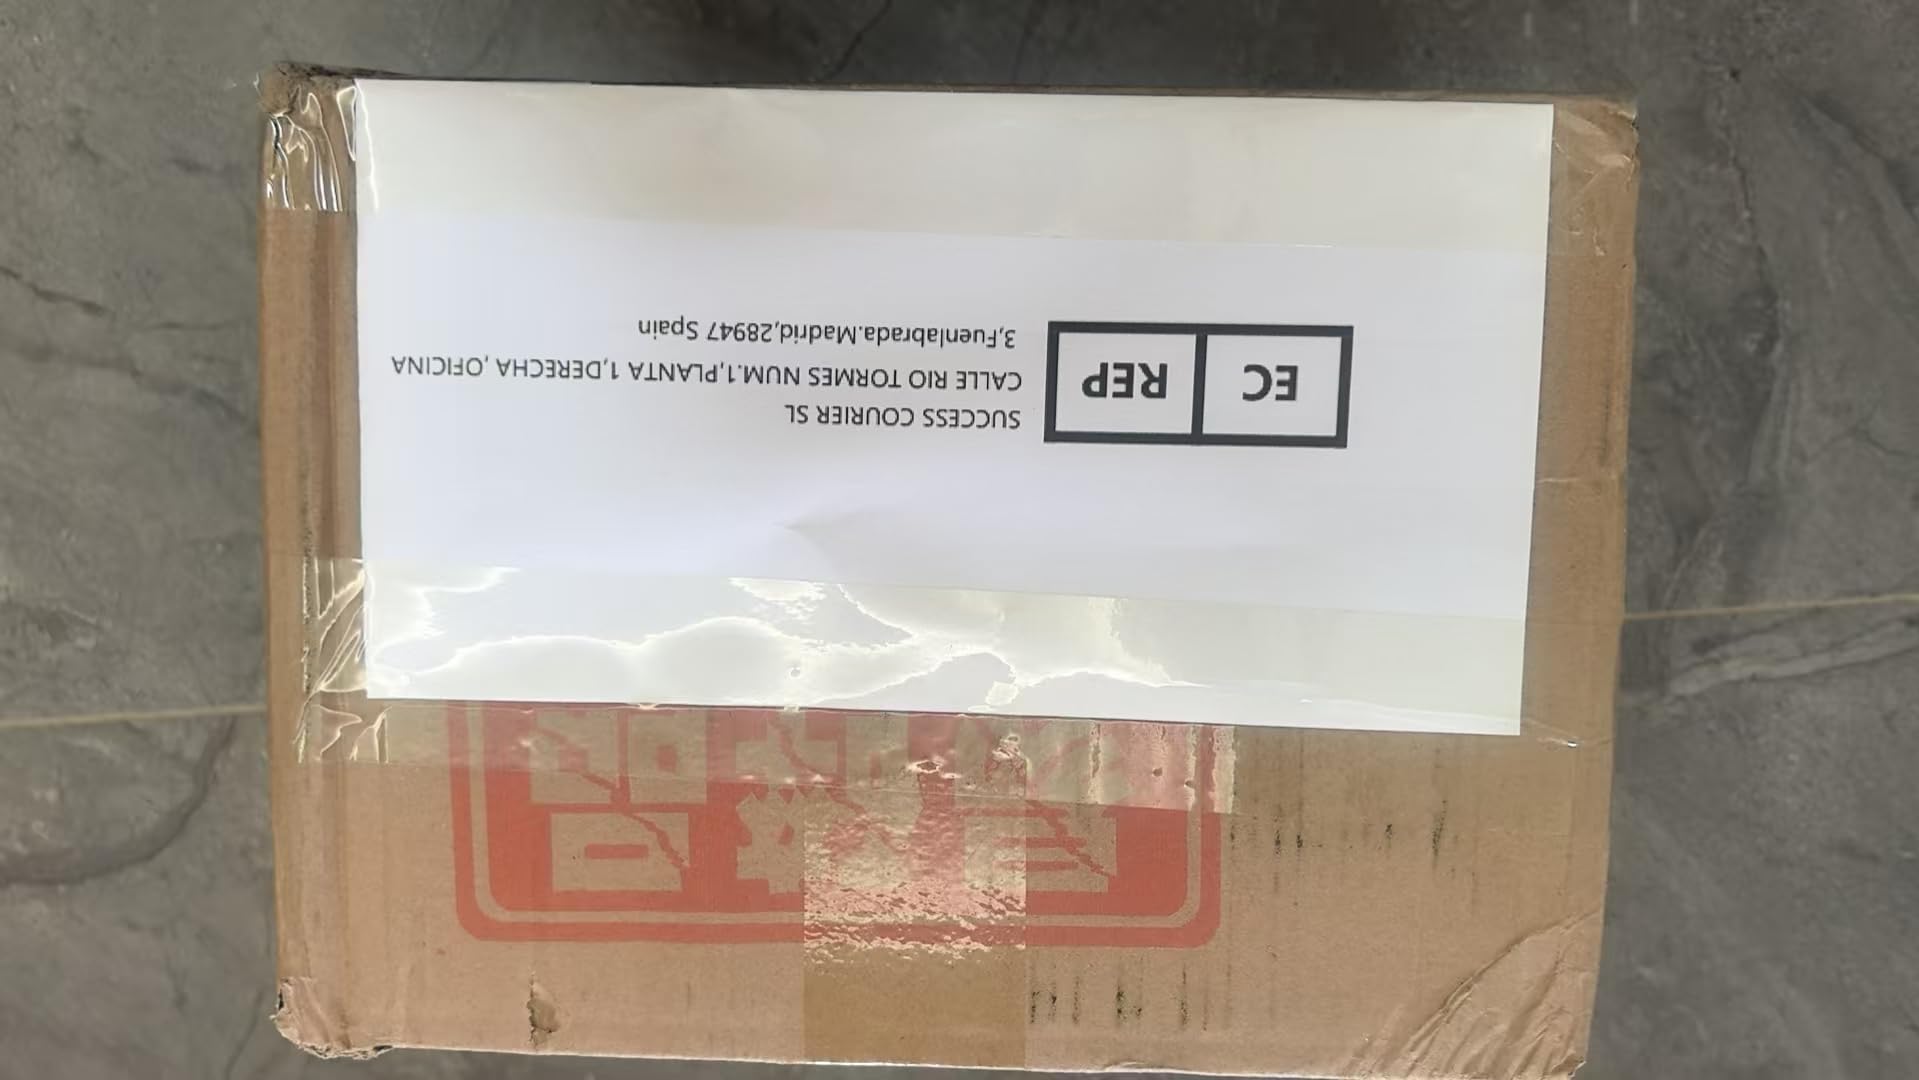 EC REP
SUCCESS COURIER SL
CALLE RIO TORMES NUM.1,PLANTA 1,DERECHA ,OFICINA
3,Fuenlabrada.Madrid,28947 Spain